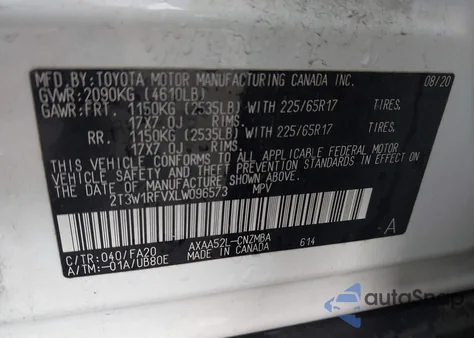 MFD. BY: TOYOTA MOTOR MANUFACTURING CANADA INC. 08/20
GVWR: 2090KG (4610LB)
GAWR: FRT. 1150KG (2535LB) WITH 225/65R17 TIRES,
17X7.0J RIMS
RR. 1150KG (2535LB) WITH 225/65R17 TIRES,
17X7.0J RIMS
THIS VEHICLE CONFORMS TO ALL APPLICABLE FEDERAL MOTOR
VEHICLE SAFETY AND THEFT PREVENTION STANDARDS IN EFFECT
ON THE DATE OF MANUFACTURE SHOWN ABOVE.
2T3W1RFVXLW096573 MPV
C/TR: 040/FA20 AXAA52L-CNZMBA 614 A
A/TM: -01A/UB80E MADE IN CANADA
autoSnap